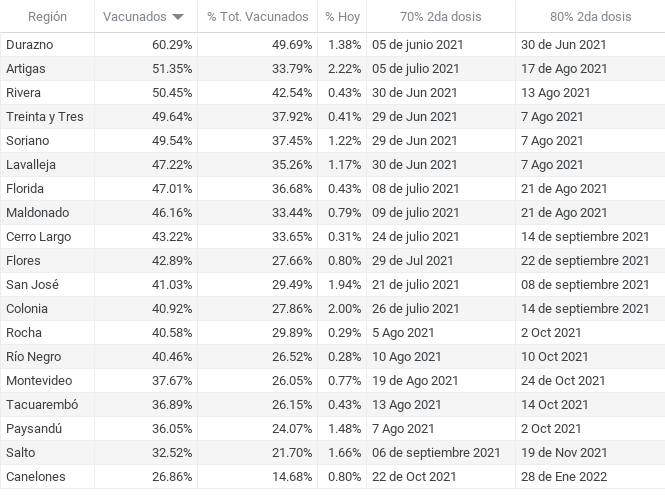 Región Vacunados % Tot. Vacunados % Hoy 70% 2da dosis 80% 2da dosis
Durazno 60.29% 49.69% 1.38% 05 de junio 2021 30 de Jun 2021
Artigas 51.35% 33.79% 2.22% 05 de julio 2021 17 de Ago 2021
Rivera 50.45% 42.54% 0.43% 30 de Jun 2021 13 Ago 2021
Treinta y Tres 49.64% 37.92% 0.41% 29 de Jun 2021 7 Ago 2021
Soriano 49.54% 37.45% 1.22% 29 de Jun 2021 7 Ago 2021
Lavalleja 47.22% 35.26% 1.17% 30 de Jun 2021 7 Ago 2021
Florida 47.01% 36.68% 0.43% 08 de julio 2021 21 de Ago 2021
Maldonado 46.16% 33.44% 0.79% 09 de julio 2021 21 de Ago 2021
Cerro Largo 43.22% 33.65% 0.31% 24 de julio 2021 14 de septiembre 2021
Flores 42.89% 27.66% 0.80% 29 de Jul 2021 22 de septiembre 2021
San José 41.03% 29.49% 1.94% 21 de julio 2021 08 de septiembre 2021
Colonia 40.92% 27.86% 2.00% 26 de julio 2021 14 de septiembre 2021
Rocha 40.58% 29.89% 0.29% 5 Ago 2021 2 Oct 2021
Río Negro 40.46% 26.52% 0.28% 10 Ago 2021 10 Oct 2021
Montevideo 37.67% 26.05% 0.77% 19 de Ago 2021 24 de Oct 2021
Tacuarembó 36.89% 26.15% 0.43% 13 Ago 2021 14 Oct 2021
Paysandú 36.05% 24.07% 1.48% 7 Ago 2021 2 Oct 2021
Salto 32.52% 21.70% 1.66% 06 de septiembre 2021 19 de Nov 2021
Canelones 26.86% 14.68% 0.80% 22 de Oct 2021 28 de Ene 2022